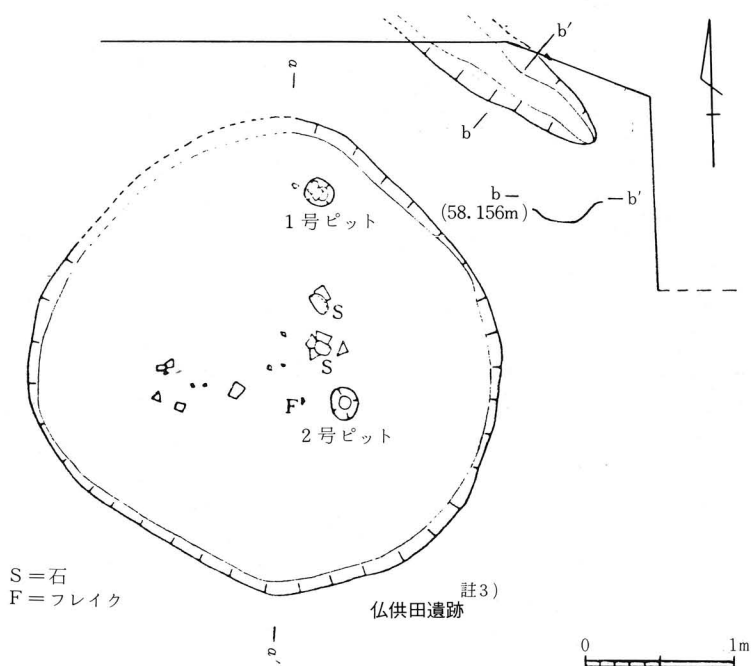 b'
a
b
b
b'
(58.156m)
1号ピット
S
S
F
2号ピット
S＝石
F＝フレイク
註3)
仏供田遺跡
a'
0
1m